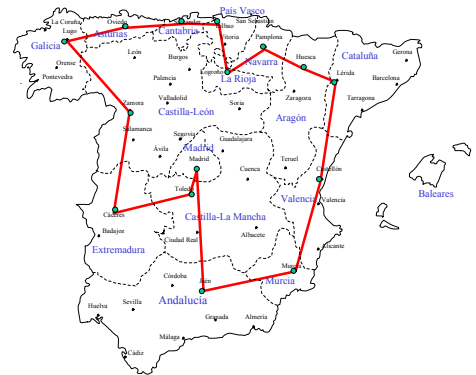 País Vasco
La Coruña
Oviedo
San Sebastian
Lugo
Asturias
Cantabria
Bilbao
Galicia
Vitoria
Pamplona
León
Burgos
Navarra
Cataluña
Gerona
Orense
Huesca
Logroño
La Rioja
Lérida
Pontevedra
Palencia
Barcelona
Zaragoza
Zamora
Valladolid
Soria
Tarragona
Castilla-León
Aragón
Salamanca
Segovia
Guadalajara
Ávila
Madrid
Madrid
Teruel
Castellón
Cuenca
Toledo
Baleares
Valencia
Valencia
Cáceres
Castilla-La Mancha
Badajoz
Ciudad Real
Albacete
Alicante
Extremadura
Murcia
Córdoba
Jaén
Murcia
Andalucía
Huelva
Sevilla
Granada
Almería
Málaga
Cádiz